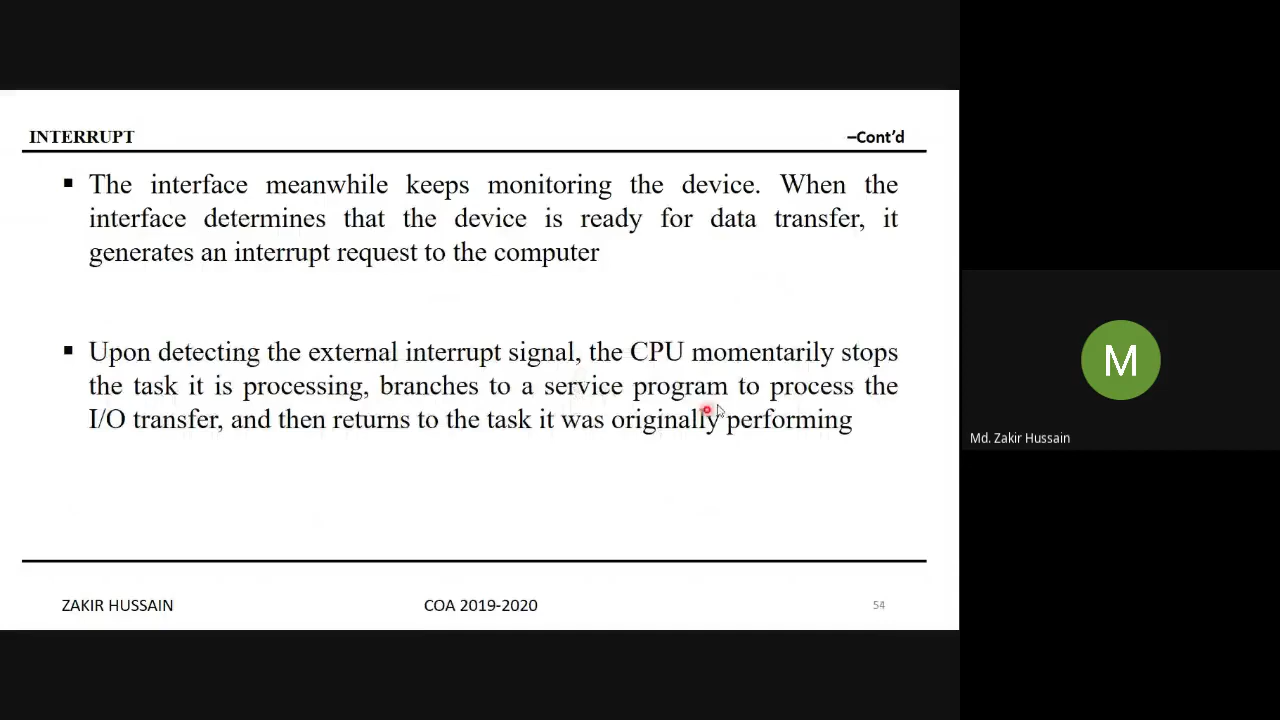 INTERRUPT
–Cont'd
▪ The interface meanwhile keeps monitoring the device. When the
interface determines that the device is ready for data transfer, it
generates an interrupt request to the computer
▪ Upon detecting the external interrupt signal, the CPU momentarily stops
the task it is processing, branches to a service program to process the
I/O transfer, and then returns to the task it was originally performing
ZAKIR HUSSAIN
COA 2019-2020
54
M
Md. Zakir Hussain